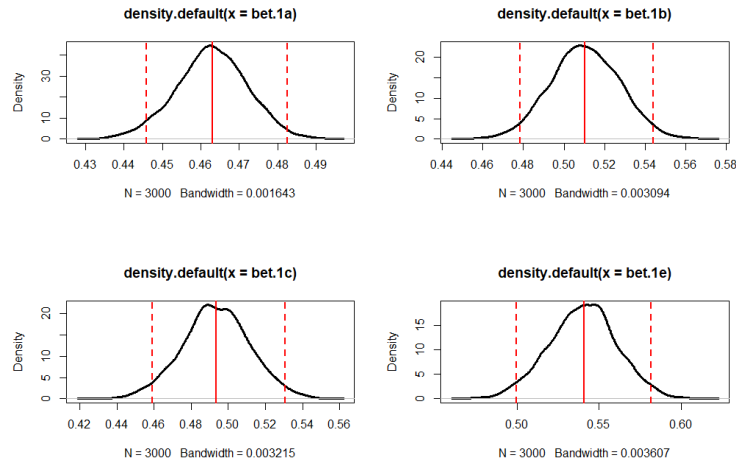 density.default(x = bet.1a)
Density
10
30
0
0.43 0.44 0.45 0.46 0.47 0.48 0.49
N = 3000 Bandwidth = 0.001643
density.default(x = bet.1b)
Density
20
10
5
0
0.44 0.46 0.48 0.50 0.52 0.54 0.56 0.58
N = 3000 Bandwidth = 0.003094
density.default(x = bet.1c)
Density
20
15
10
5
0
0.42 0.44 0.46 0.48 0.50 0.52 0.54 0.56
N = 3000 Bandwidth = 0.003215
density.default(x = bet.1e)
Density
15
10
5
0
0.50 0.55 0.60
N = 3000 Bandwidth = 0.003607